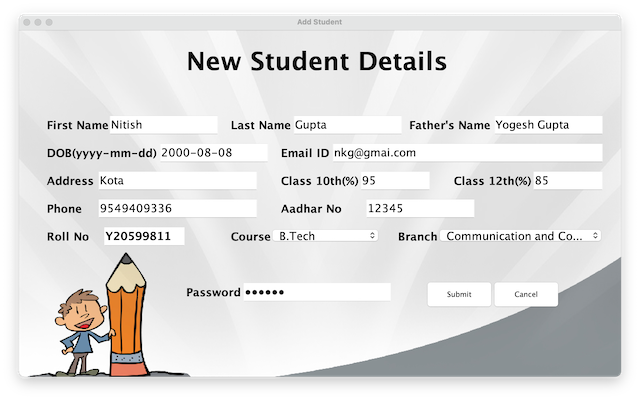 Add Student
New Student Details
First Name Nitish Last Name Gupta Father's Name Yogesh Gupta
DOB(yyyy-mm-dd) 2000-08-08 Email ID nkg@gmai.com
Address Kota Class 10th(%) 95 Class 12th(%) 85
Phone 9549409336 Aadhar No 12345
Roll No Y20599811 Course B.Tech Branch Communication and Co...
Password •••••• Submit Cancel